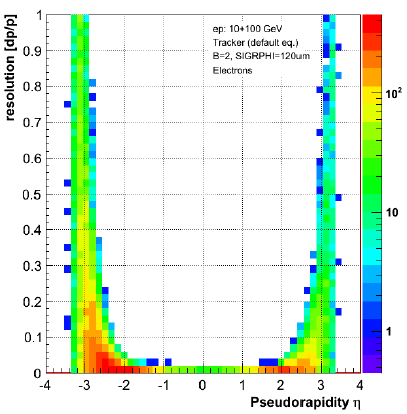 resolution [dp/p]
1
0.9
0.8
0.7
0.6
0.5
0.4
0.3
0.2
0.1
0
ep: 10+100 GeV
Tracker (default eq.)
B=2, SIGRPHI=120um
Electrons
10²
10
1
-4 -3 -2 -1 0 1 2 3 4
Pseudorapidity η